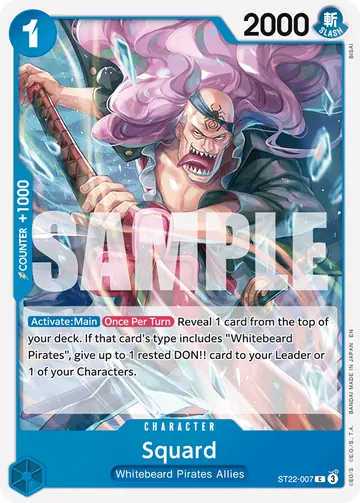 1
2000
斬
SLASH
BISAI
COUNTER +1000
SAMPLE
Activate:Main Once Per Turn Reveal 1 card from the top of
your deck. If that card's type includes "Whitebeard
Pirates", give up to 1 rested DON!! card to your Leader or
1 of your Characters.
CHARACTER
Squard
Whitebeard Pirates Allies
ST22-007 C 3
©E.O./S. ©E.O./S., T.A. BANDAI MADE IN JAPAN EN